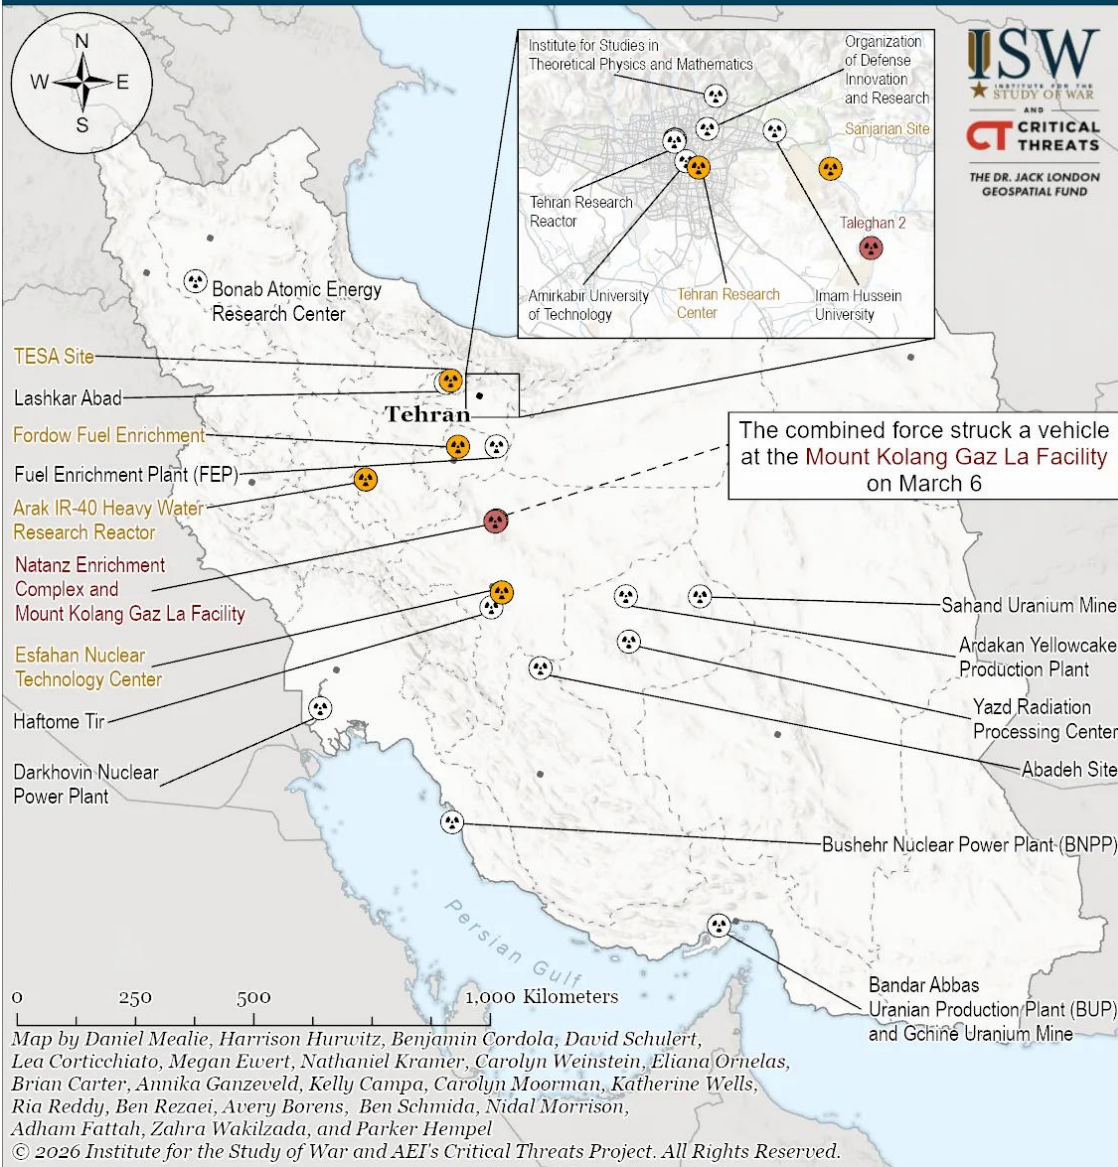 N
W E
S
Institute for Studies in
Theoretical Physics and Mathematics
Organization
of Defense
Innovation
and Research
Sanjarian Site
Tehran Research
Reactor
Taleghan 2
Amirkabir University
of Technology
Tehran Research
Center
Imam Hussein
University
ISW
INSTITUTE FOR THE
STUDY OF WAR
AND
CT CRITICAL
THREATS
THE DR. JACK LONDON
GEOSPATIAL FUND
Bonab Atomic Energy
Research Center
TESA Site
Lashkar Abad
Tehran
Fordow Fuel Enrichment
Fuel Enrichment Plant (FEP)
Arak IR-40 Heavy Water
Research Reactor
Natanz Enrichment
Complex and
Mount Kolang Gaz La Facility
Esfahan Nuclear
Technology Center
Haftome Tir
Darkhovin Nuclear
Power Plant
The combined force struck a vehicle
at the Mount Kolang Gaz La Facility
on March 6
Sahand Uranium Mine
Ardakan Yellowcake
Production Plant
Yazd Radiation
Processing Center
Abadeh Site
Bushehr Nuclear Power Plant (BNPP)
Persian Gulf
Bandar Abbas
Uranian Production Plant (BUP)
and Gchine Uranium Mine
0 250 500 1,000 Kilometers
Map by Daniel Mealie, Harrison Hurwitz, Benjamin Cordola, David Schulert,
Lea Corticchiato, Megan Ewert, Nathaniel Kramer, Carolyn Weinstein, Eliana Ornelas,
Brian Carter, Annika Ganzeveld, Kelly Campa, Carolyn Moorman, Katherine Wells,
Ria Reddy, Ben Rezaei, Avery Borens, Ben Schmida, Nidal Morrison,
Adham Fattah, Zahra Wakilzada, and Parker Hempel
© 2026 Institute for the Study of War and AEI's Critical Threats Project. All Rights Reserved.